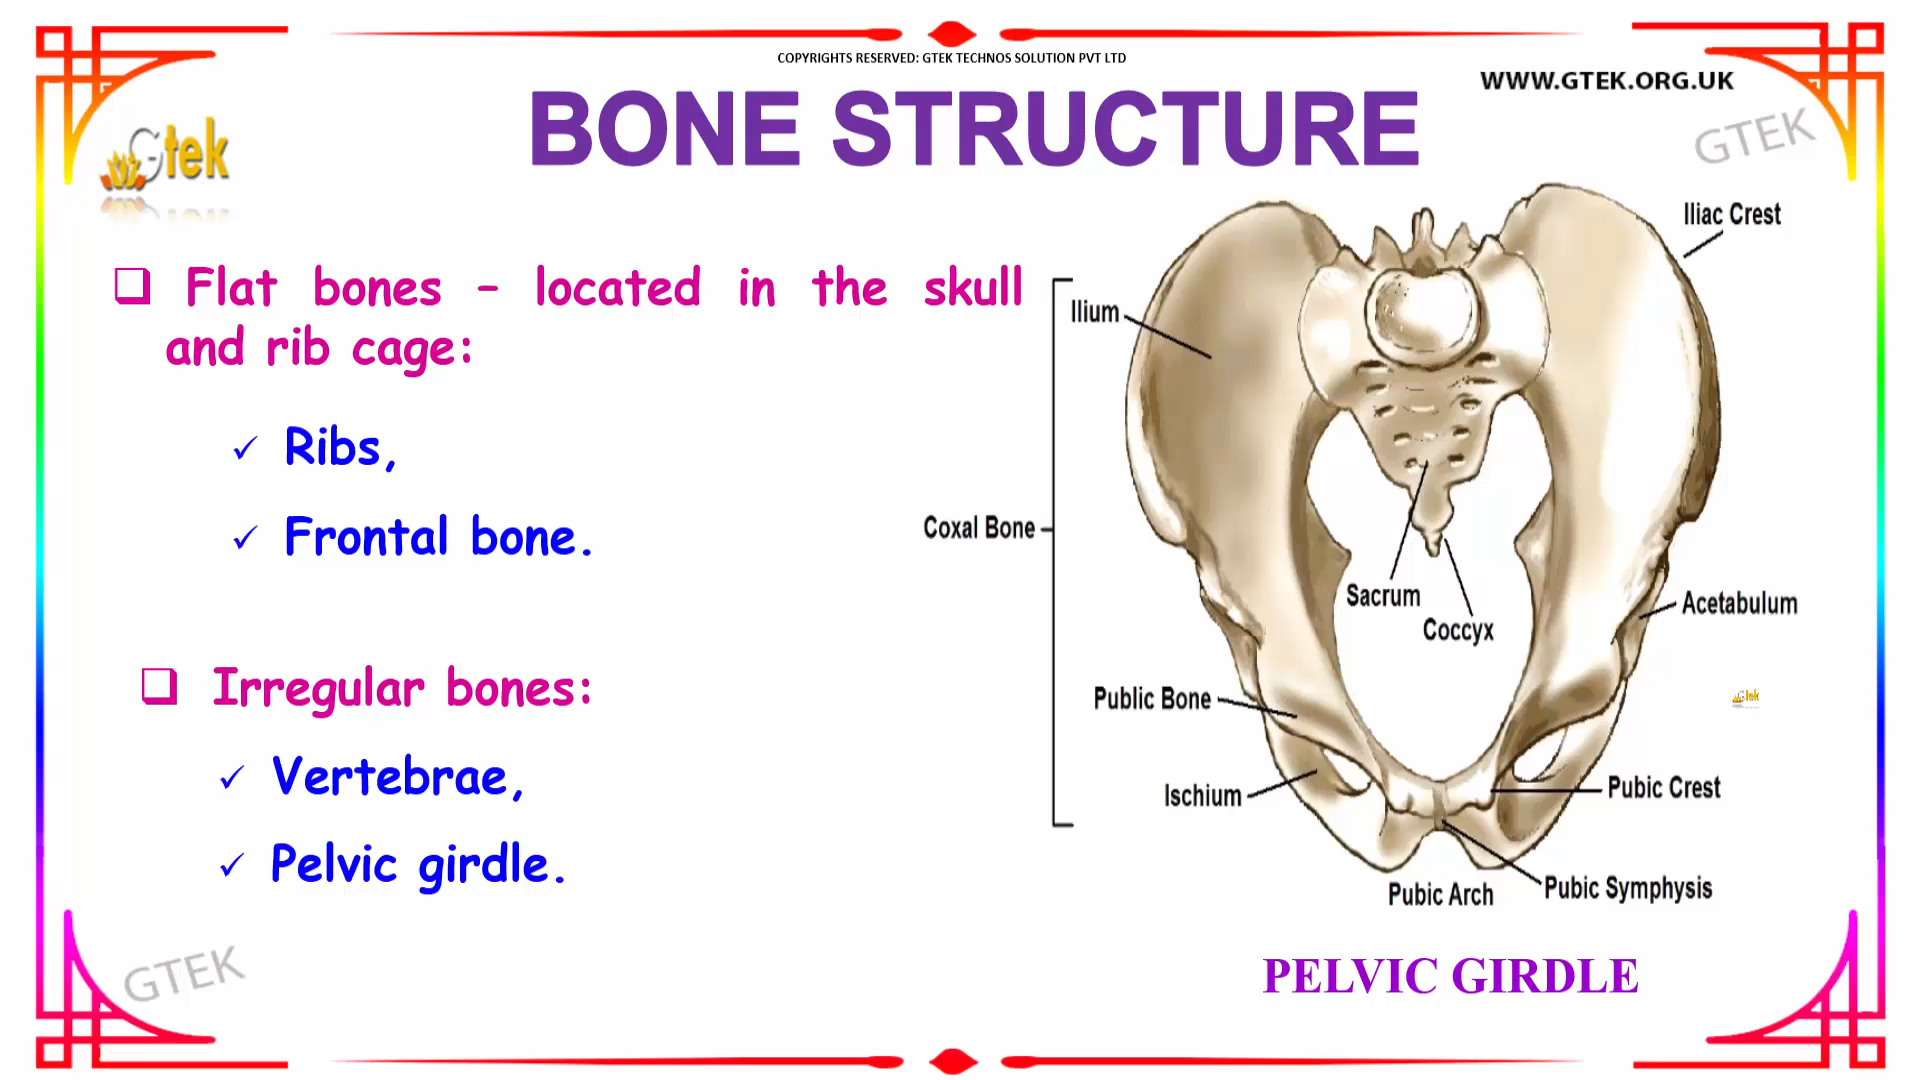 COPYRIGHTS RESERVED: GTEK TECHNOS SOLUTION PVT LTD
WWW.GTEK.ORG.UK
Gtek
GTEK
BONE STRUCTURE
❑ Flat bones – located in the skull
and rib cage:
✓ Ribs,
✓ Frontal bone.
❑ Irregular bones:
✓ Vertebrae,
✓ Pelvic girdle.
Iliac Crest
Ilium
Coxal Bone
Sacrum
Coccyx
Acetabulum
Public Bone
Gtek
Ischium
Pubic Crest
Pubic Arch
Pubic Symphysis
PELVIC GIRDLE
GTEK